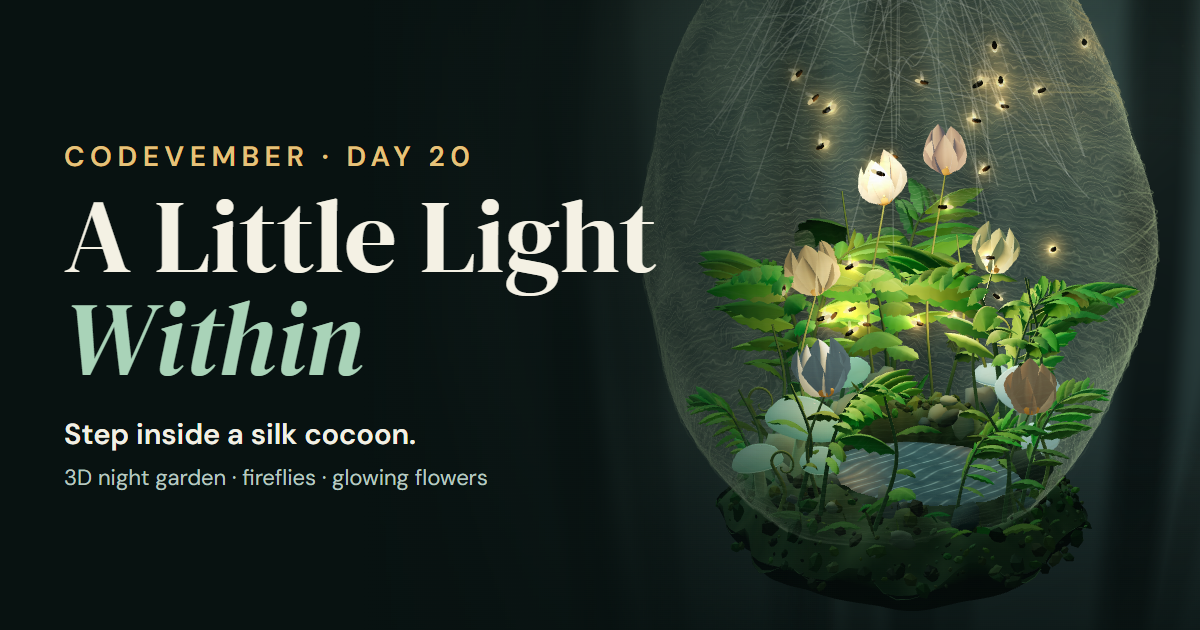 CODEVEMBER · DAY 20
A Little Light
Within
Step inside a silk cocoon.
3D night garden · fireflies · glowing flowers